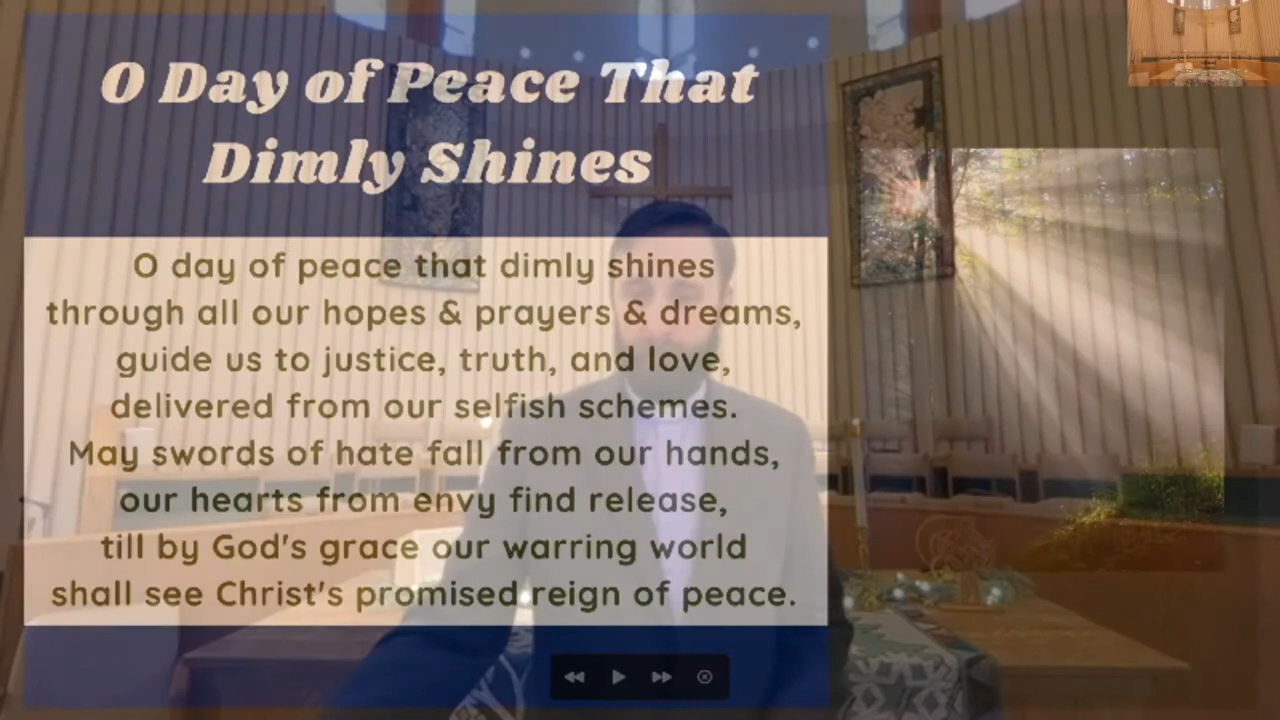 O Day of Peace That
Dimly Shines
O day of peace that dimly shines
through all our hopes & prayers & dreams,
guide us to justice, truth, and love,
delivered from our selfish schemes.
May swords of hate fall from our hands,
our hearts from envy find release,
till by God's grace our warring world
shall see Christ's promised reign of peace.